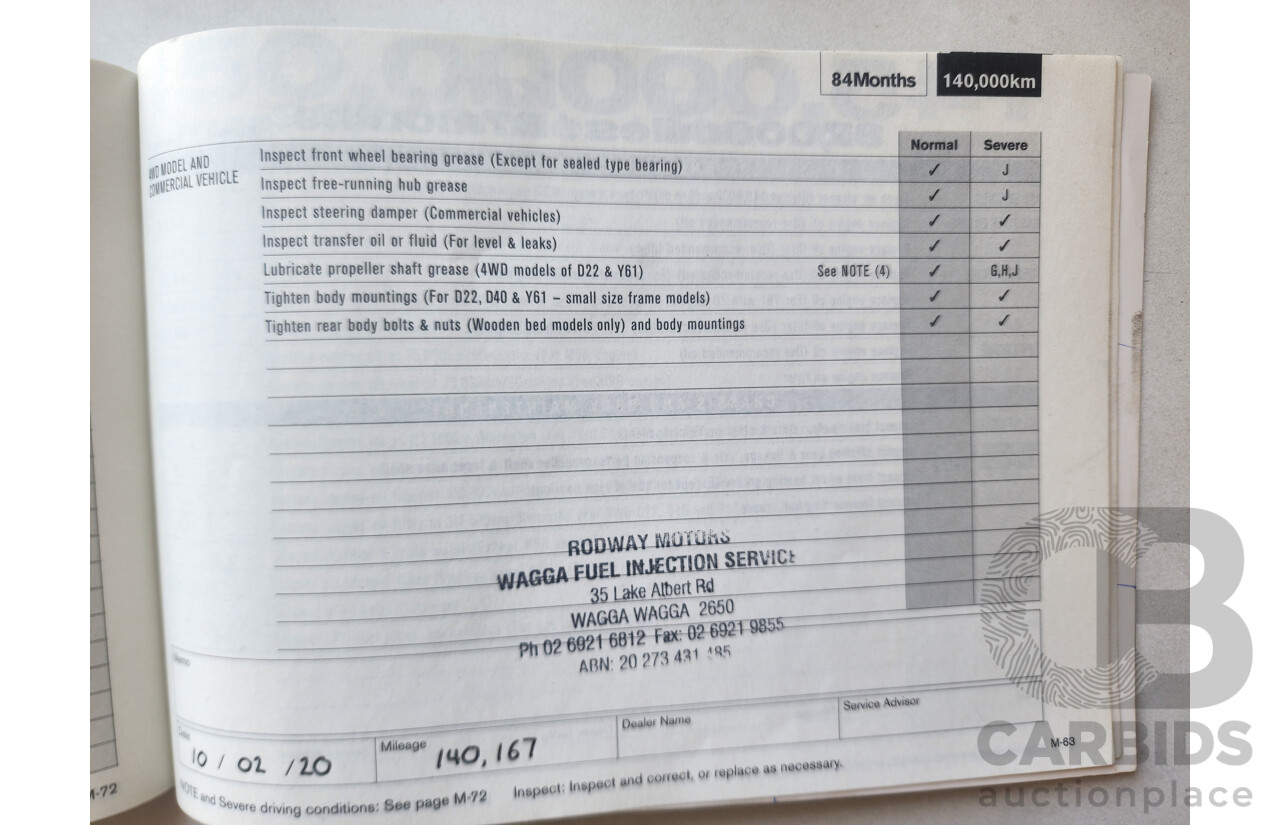 84Months 140,000km
Normal Severe
4WD MODEL AND
COMMERCIAL VEHICLE
Inspect front wheel bearing grease (Except for sealed type bearing) ✓ J
Inspect free-running hub grease ✓ J
Inspect steering damper (Commercial vehicles) ✓ ✓
Inspect transfer oil or fluid (For level & leaks) ✓ ✓
Lubricate propeller shaft grease (4WD models of D22 & Y61) See NOTE (4) ✓ G,H,J
Tighten body mountings (For D22, D40 & Y61 – small size frame models) ✓ ✓
Tighten rear body bolts & nuts (Wooden bed models only) and body mountings ✓ ✓
RODWAY MOTORS
WAGGA FUEL INJECTION SERVICE
35 Lake Albert Rd
WAGGA WAGGA 2650
Ph 02 6921 6812 Fax: 02 6921 9855
ABN: 20 273 431
Memo
Date Mileage Dealer Name Service Advisor
10 / 02 / 20 140,167
M-63
NOTE and Severe driving conditions: See page M-72 Inspect: Inspect and correct, or replace as necessary.
M-72
CB
CARBIDS
auctionplace